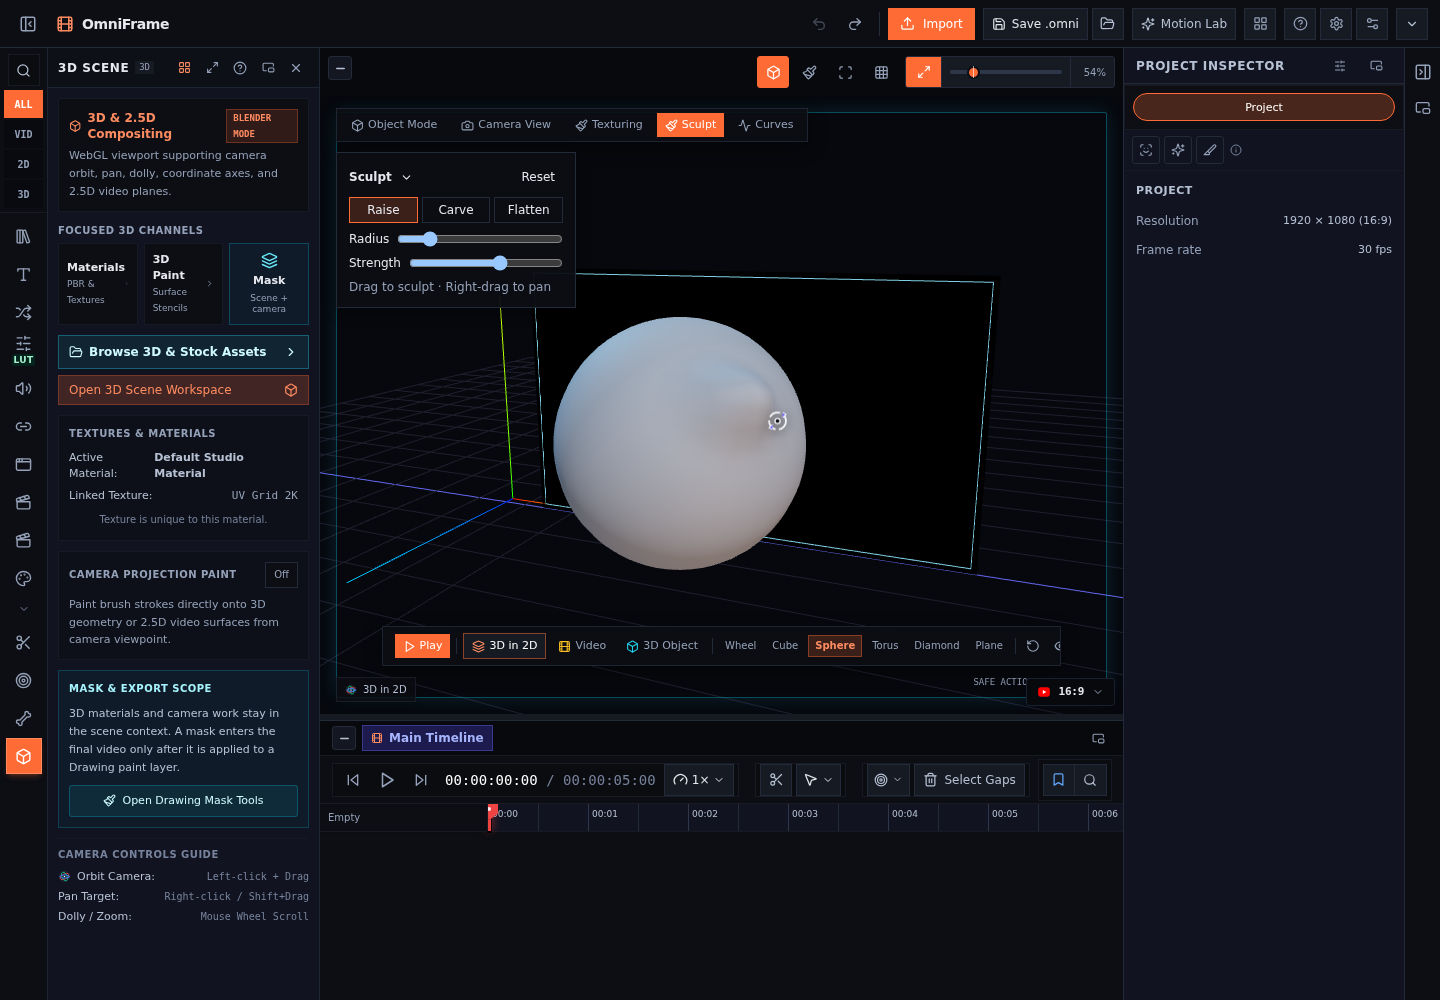 OmniFrame
Import
Save .omni
Motion Lab
ALL
VID
2D
3D
LUT
3D SCENE 3D
3D & 2.5D Compositing
BLENDER MODE
WebGL viewport supporting camera
orbit, pan, dolly, coordinate axes, and
2.5D video planes.
FOCUSED 3D CHANNELS
Materials
PBR & Textures
3D Paint
Surface Stencils
Mask
Scene + camera
Browse 3D & Stock Assets
Open 3D Scene Workspace
TEXTURES & MATERIALS
Active Material: Default Studio Material
Linked Texture: UV Grid 2K
Texture is unique to this material.
CAMERA PROJECTION PAINT Off
Paint brush strokes directly onto 3D
geometry or 2.5D video surfaces from
camera viewpoint.
MASK & EXPORT SCOPE
3D materials and camera work stay in
the scene context. A mask enters the
final video only after it is applied to a
Drawing paint layer.
Open Drawing Mask Tools
CAMERA CONTROLS GUIDE
Orbit Camera: Left-click + Drag
Pan Target: Right-click / Shift+Drag
Dolly / Zoom: Mouse Wheel Scroll
54%
Object Mode Camera View Texturing Sculpt Curves
Sculpt Reset
Raise Carve Flatten
Radius
Strength
Drag to sculpt · Right-drag to pan
Play 3D in 2D Video 3D Object Wheel Cube Sphere Torus Diamond Plane
3D in 2D
SAFE ACTIO
16:9
Main Timeline
00:00:00:00 / 00:00:05:00 1× Select Gaps
Empty
00:00 00:01 00:02 00:03 00:04 00:05 00:06
PROJECT INSPECTOR
Project
PROJECT
Resolution 1920 × 1080 (16:9)
Frame rate 30 fps